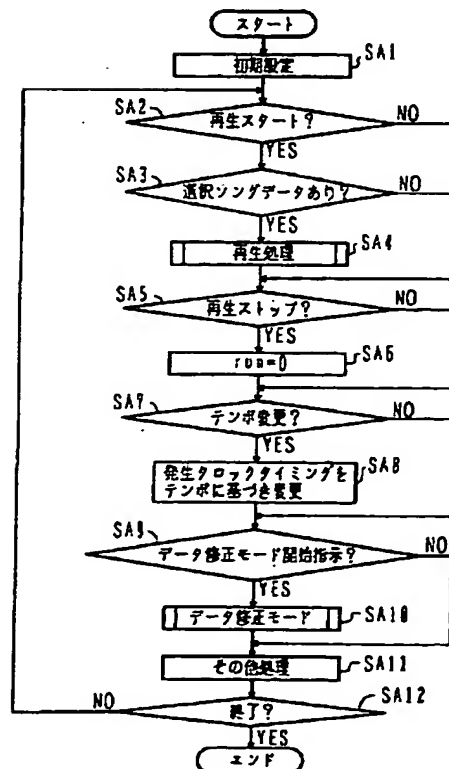 スタート
初期設定
SA1
SA2
再生スタート?
NO
YES
SA3
選択ソングデータあり?
NO
YES
再生処理
SA4
SA5
再生ストップ?
NO
YES
run=0
SA6
SA7
テンポ変更?
NO
YES
発生クロックタイミングを
テンポに基づき変更
SA8
SA9
データ修正モード開始指示?
NO
YES
データ修正モード
SA10
その他処理
SA11
NO
終了?
SA12
YES
エンド